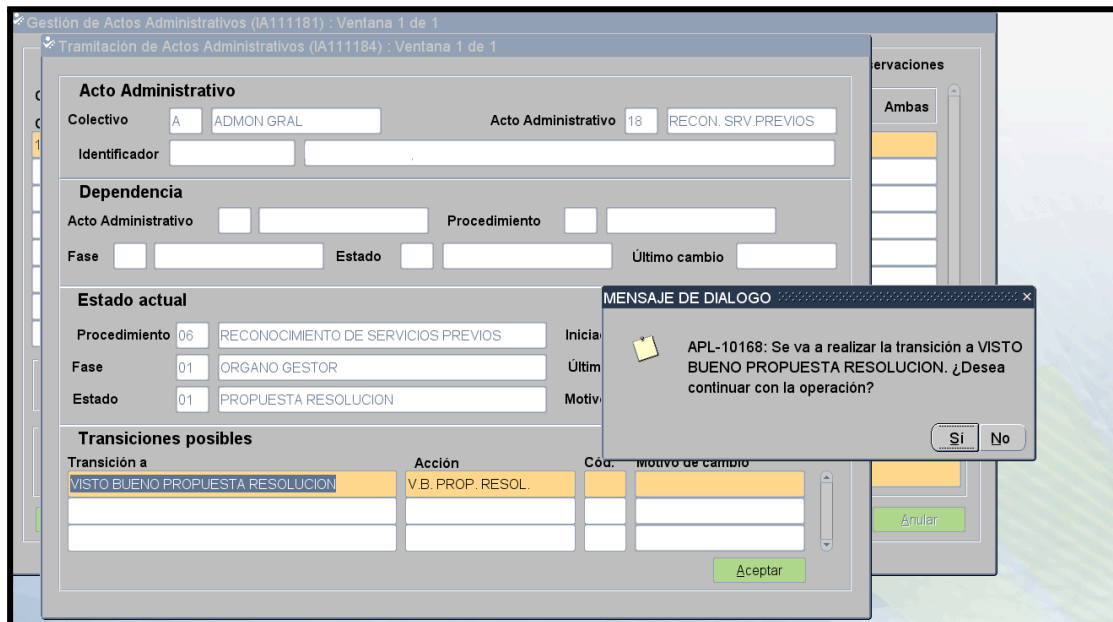 Gestión de Actos Administrativos (IA111181) : Ventana 1 de 1
Tramitación de Actos Administrativos (IA111184) : Ventana 1 de 1
servaciones
Ambas
Acto Administrativo
Colectivo A ADMON GRAL Acto Administrativo 18 RECON. SRV.PREVIOS
Identificador
Dependencia
Acto Administrativo Procedimiento
Fase Estado Último cambio
Estado actual
Procedimiento 06 RECONOCIMIENTO DE SERVICIOS PREVIOS Inicia
Fase 01 ORGANO GESTOR Últim
Estado 01 PROPUESTA RESOLUCION Motiv
MENSAJE DE DIALOGO
APL-10168: Se va a realizar la transición a VISTO
BUENO PROPUESTA RESOLUCION. ¿Desea
continuar con la operación?
Sí No
Transiciones posibles
Transición a Acción Cód. Motivo de cambio
VISTO BUENO PROPUESTA RESOLUCION V.B. PROP. RESOL.
Aceptar
Anular